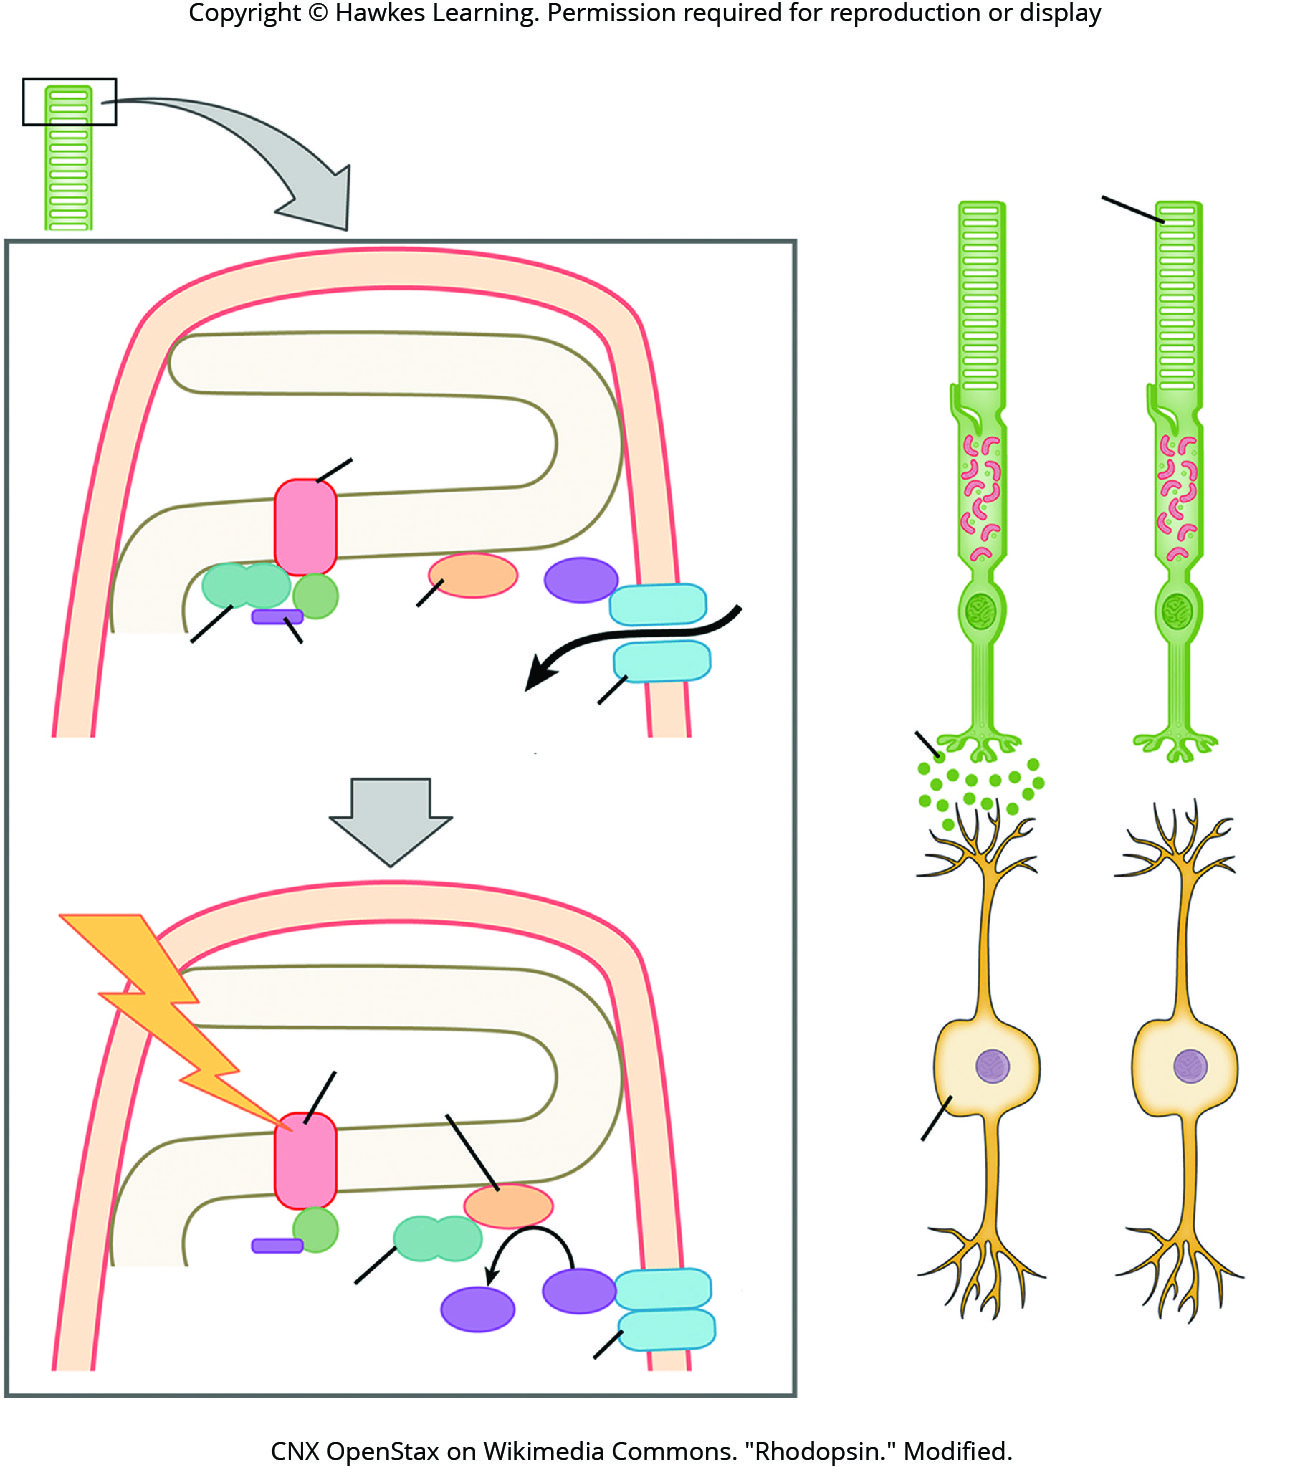 Copyright © Hawkes Learning. Permission required for reproduction or display
CNX OpenStax on Wikimedia Commons. "Rhodopsin." Modified.